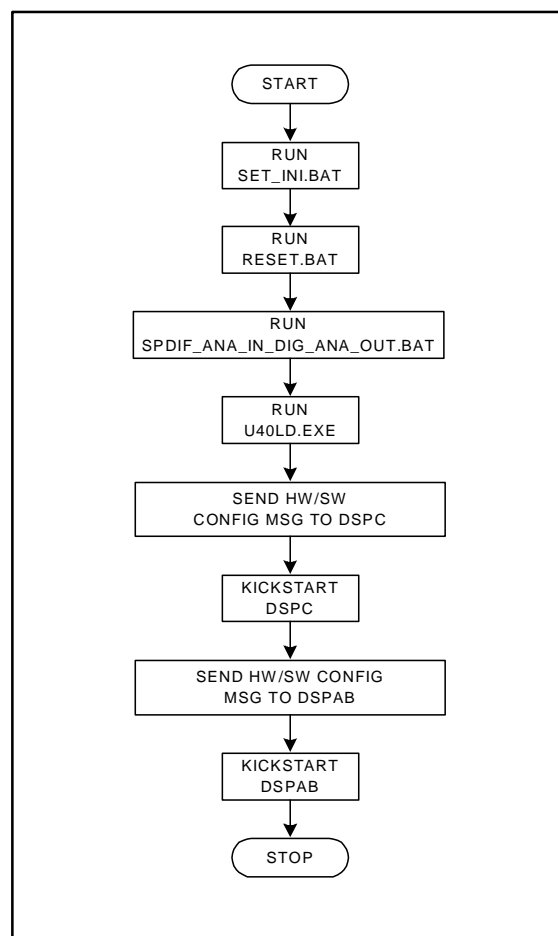 START
RUN
SET_INI.BAT
RUN
RESET.BAT
RUN
SPDIF_ANA_IN_DIG_ANA_OUT.BAT
RUN
U40LD.EXE
SEND HW/SW
CONFIG MSG TO DSPC
KICKSTART
DSPC
SEND HW/SW CONFIG
MSG TO DSPAB
KICKSTART
DSPAB
STOP